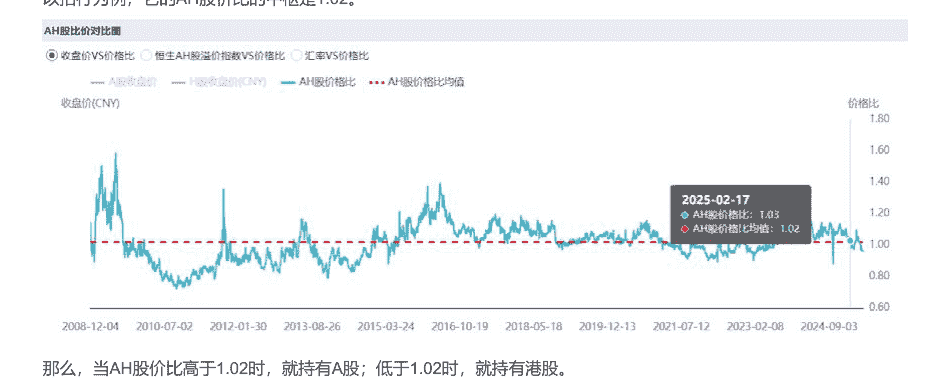 以招行为例，它的AH股价比的中枢是1.02。
AH股比价对比图
收盘价VS价格比 恒生AH股溢价指数VS价格比 汇率VS价格比
A股收盘价 H股收盘价(CNY) AH股价格比 AH股价格比均值
收盘价(CNY) 价格比
1.80
1.60
1.40
2025-02-17
AH股价格比：1.03
1.20
AH股价格比均值：1.02
1.00
0.80
0.60
2008-12-04 2010-07-02 2012-01-30 2013-08-26 2015-03-24 2016-10-19 2018-05-18 2019-12-13 2021-07-12 2023-02-08 2024-09-03
那么，当AH股价比高于1.02时，就持有A股；低于1.02时，就持有港股。